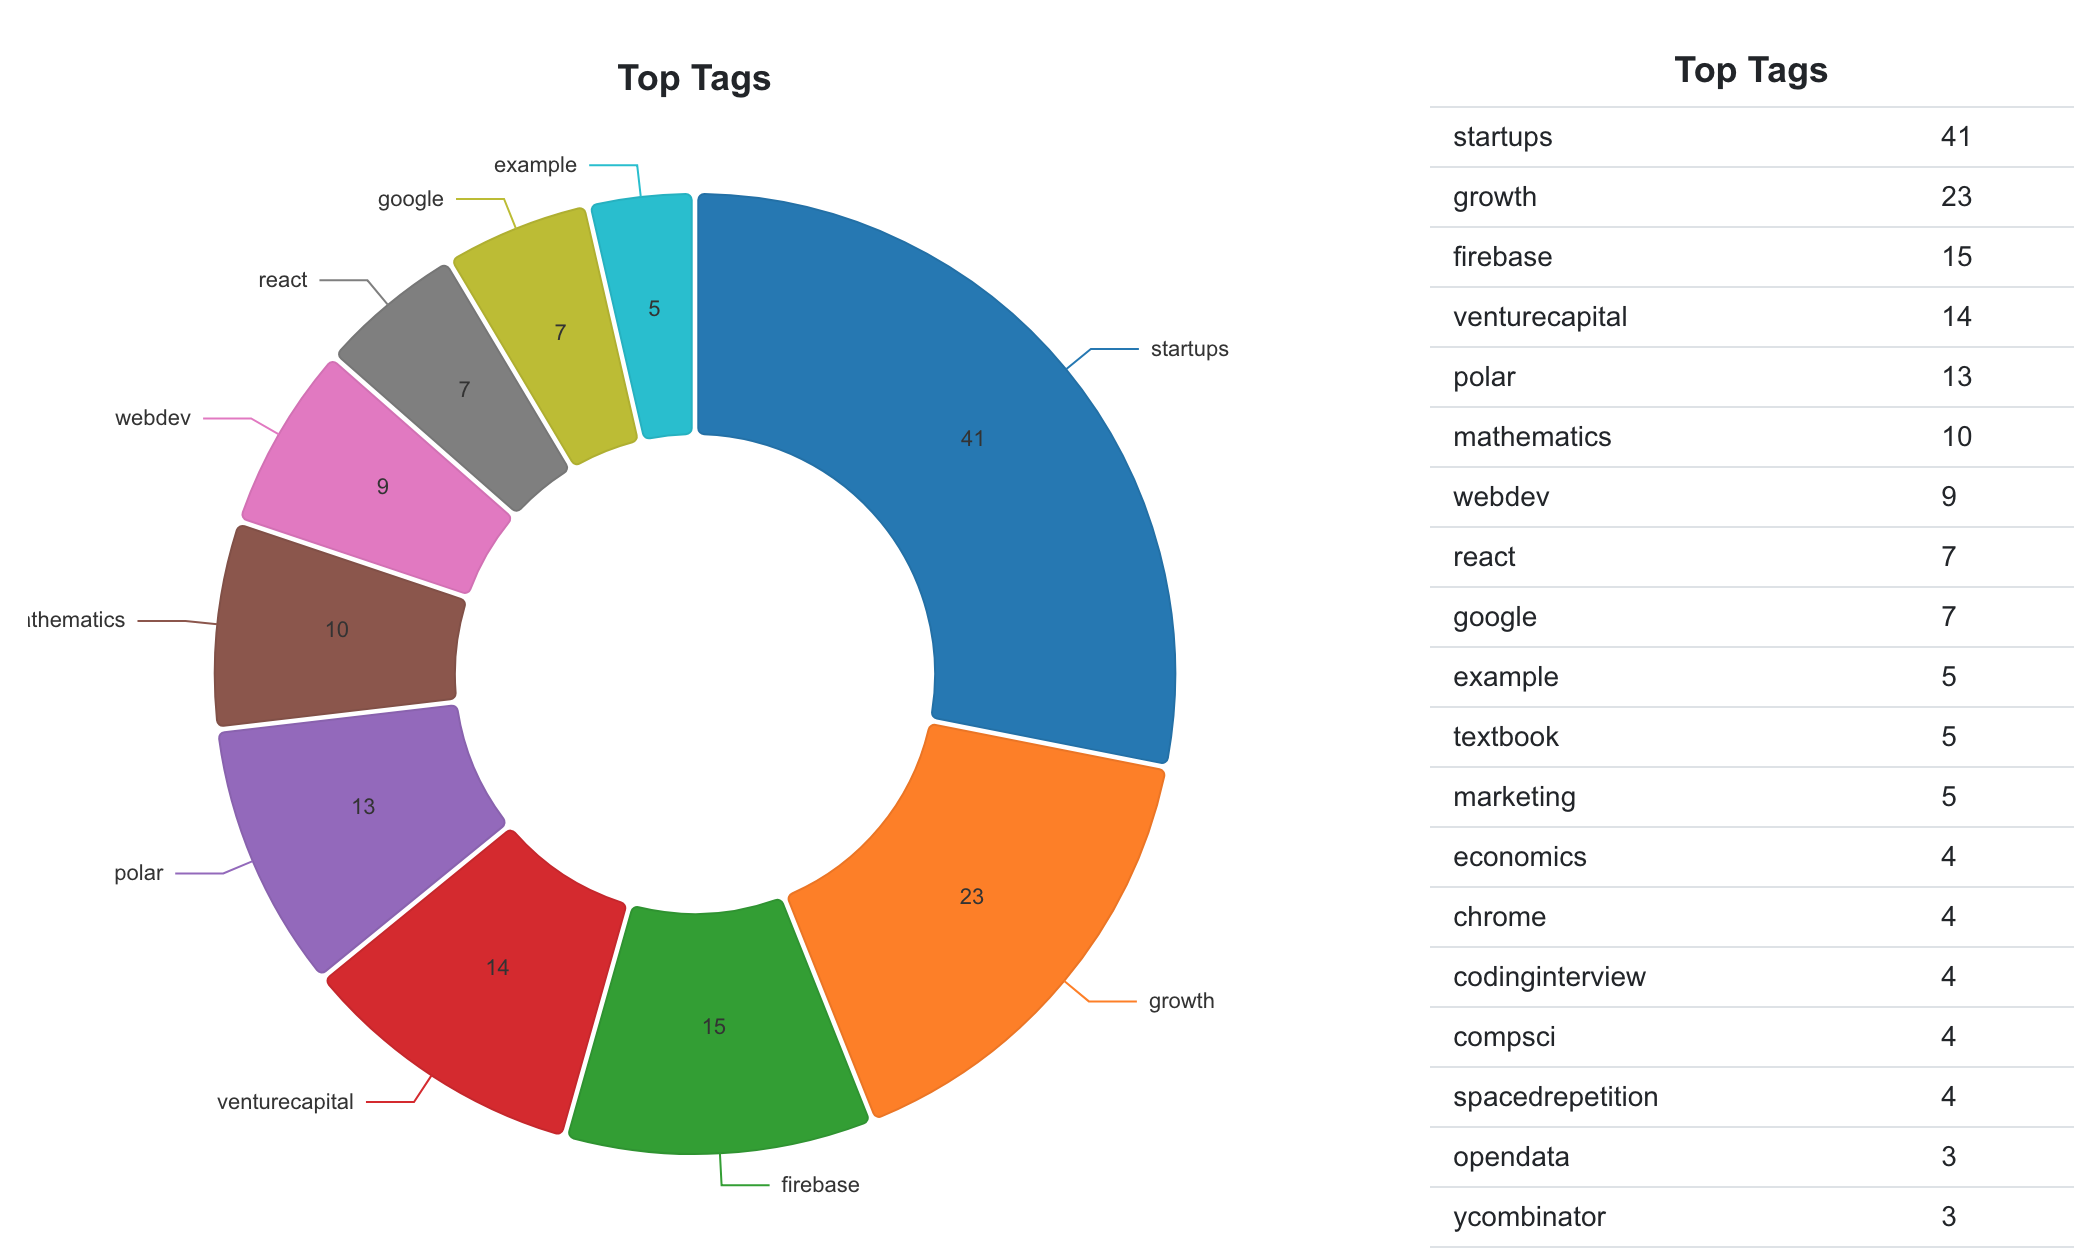 Top Tags
example
google
react
webdev
thematics
polar
venturecapital
firebase
growth
startups
5
7
7
9
10
13
14
15
23
41
Top Tags
startups 41
growth 23
firebase 15
venturecapital 14
polar 13
mathematics 10
webdev 9
react 7
google 7
example 5
textbook 5
marketing 5
economics 4
chrome 4
codinginterview 4
compsci 4
spacedrepetition 4
opendata 3
ycombinator 3